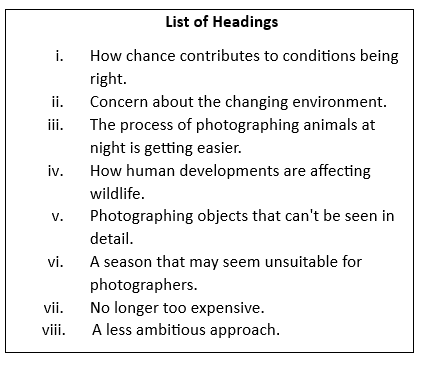 List of Headings
i. How chance contributes to conditions being
right.
ii. Concern about the changing environment.
iii. The process of photographing animals at
night is getting easier.
iv. How human developments are affecting
wildlife.
v. Photographing objects that can't be seen in
detail.
vi. A season that may seem unsuitable for
photographers.
vii. No longer too expensive.
viii. A less ambitious approach.